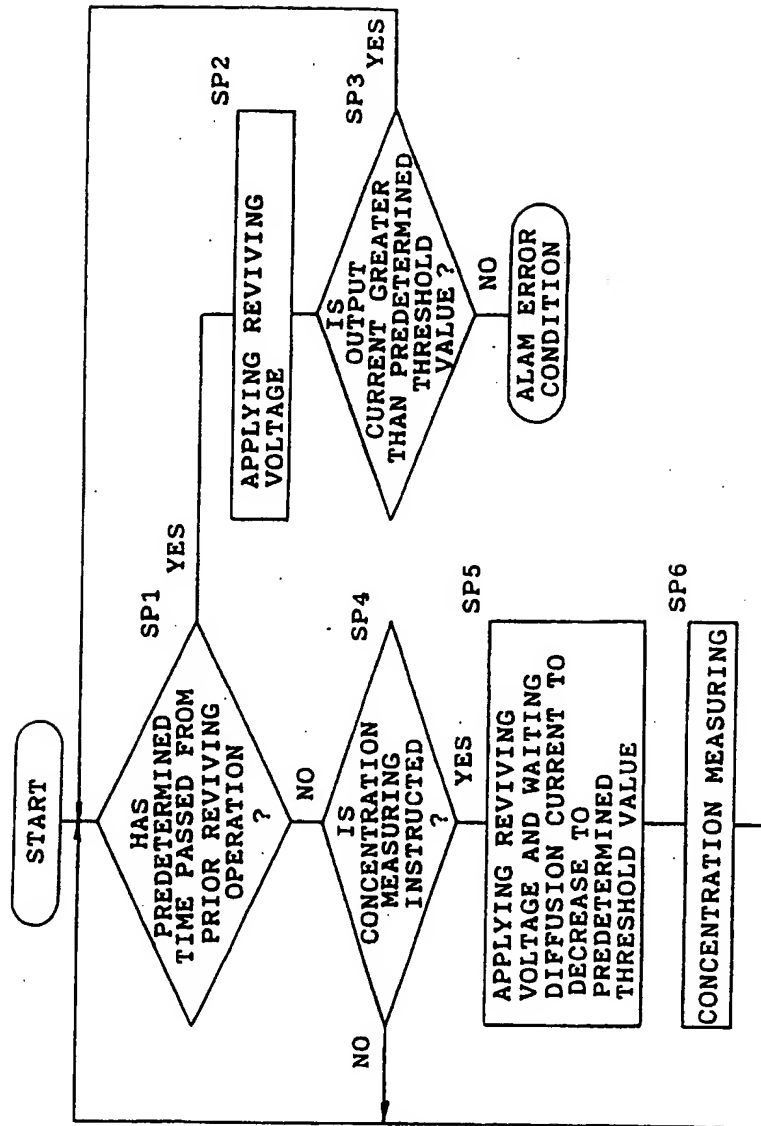 START
SP1
HAS
PREDETERMINED
TIME PASSED FROM
PRIOR REVIVING
OPERATION
?
YES
NO
SP2
APPLYING REVIVING
VOLTAGE
SP3
IS
OUTPUT
CURRENT GREATER
THAN PREDETERMINED
THRESHOLD
VALUE ?
YES
NO
ALAM ERROR
CONDITION
SP4
IS
CONCENTRATION
MEASURING
INSTRUCTED
?
NO
YES
SP5
APPLYING REVIVING
VOLTAGE AND WAITING
DIFFUSION CURRENT TO
DECREASE TO
PREDETERMINED
THRESHOLD VALUE
SP6
CONCENTRATION MEASURING